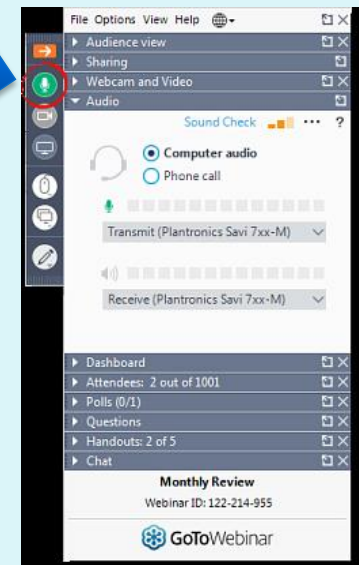 File Options View Help
Audience view
Sharing
Webcam and Video
Audio
Sound Check ?
Computer audio
Phone call
Transmit (Plantronics Savi 7xx-M)
Receive (Plantronics Savi 7xx-M)
Dashboard
Attendees: 2 out of 1001
Polls (0/1)
Questions
Handouts: 2 of 5
Chat
Monthly Review
Webinar ID: 122-214-955
GoToWebinar